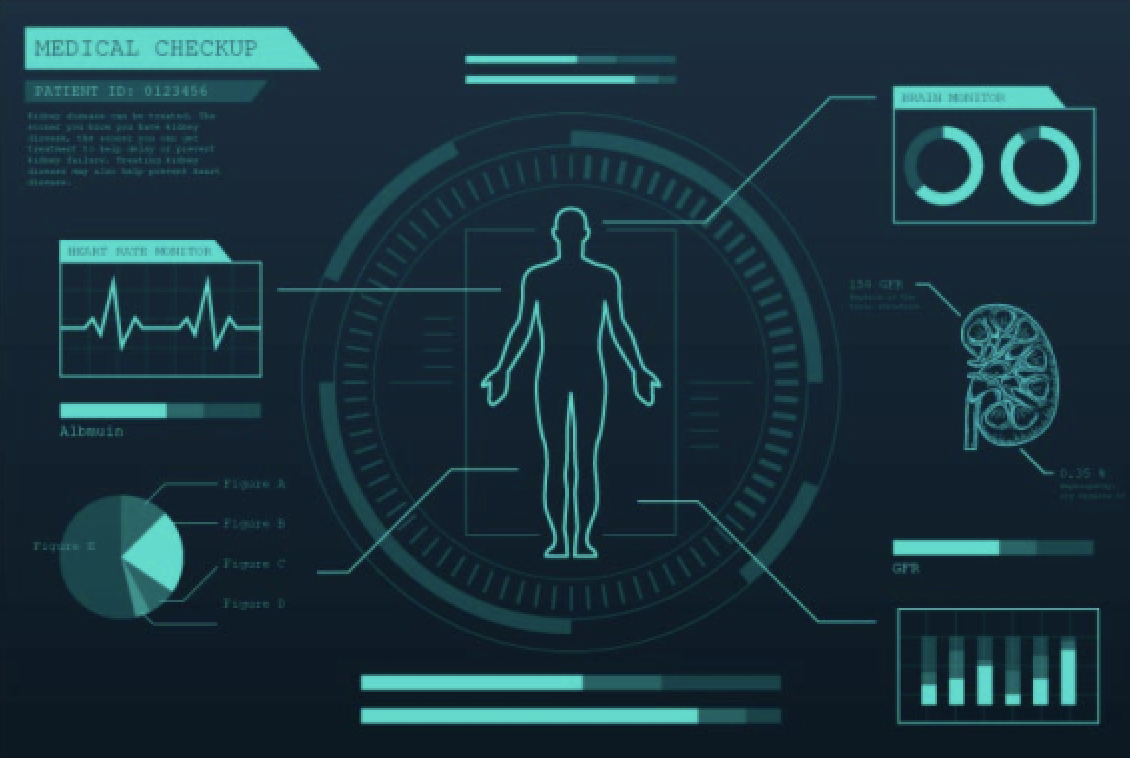 MEDICAL CHECKUP
PATIENT ID: 0123456
Kidney disease can be treated. The
sooner you know you have kidney
disease, the sooner you can get
treatment to help delay or prevent
kidney failure. Treating kidney
disease may also help prevent heart
disease.
BRAIN MONITOR
HEART RATE MONITOR
150 GFR
Albmuin
0.35 %
Figure A
Figure B
Figure C
Figure D
Figure E
GFR